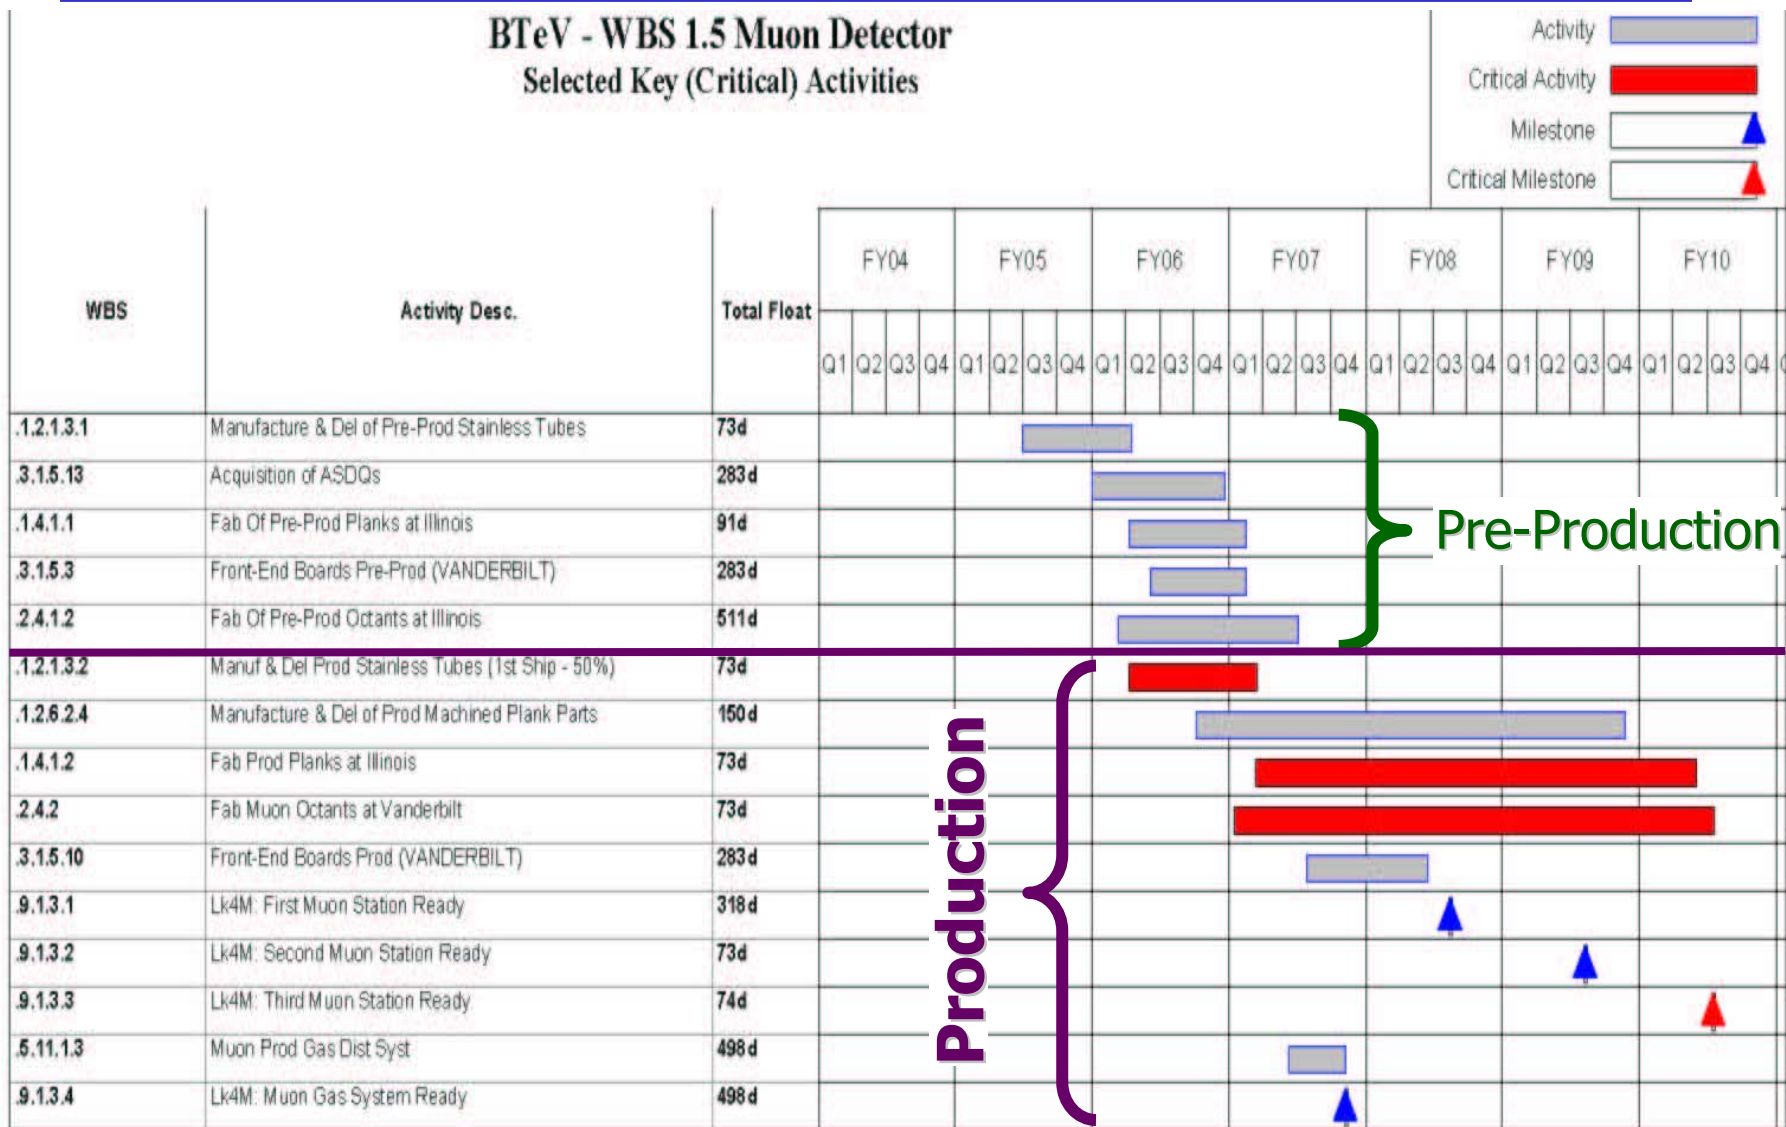 BTeV - WBS 1.5 Muon Detector
Selected Key (Critical) Activities
Activity
Critical Activity
Milestone
Critical Milestone
WBS Activity Desc. Total Float FY04 FY05 FY06 FY07 FY08 FY09 FY10
Q1 Q2 Q3 Q4 Q1 Q2 Q3 Q4 Q1 Q2 Q3 Q4 Q1 Q2 Q3 Q4 Q1 Q2 Q3 Q4 Q1 Q2 Q3 Q4 Q1 Q2 Q3 Q4
.1.2.1.3.1 Manufacture & Del of Pre-Prod Stainless Tubes 73d
.3.1.5.13 Acquisition of ASDQs 283d
.1.4.1.1 Fab Of Pre-Prod Planks at Illinois 91d
.3.1.5.3 Front-End Boards Pre-Prod (VANDERBILT) 283d
.2.4.1.2 Fab Of Pre-Prod Octants at Illinois 511d
Pre-Production
.1.2.1.3.2 Manuf & Del Prod Stainless Tubes (1st Ship - 50%) 73d
.1.2.6.2.4 Manufacture & Del of Prod Machined Plank Parts 150d
.1.4.1.2 Fab Prod Planks at Illinois 73d
.2.4.2 Fab Muon Octants at Vanderbilt 73d
.3.1.5.10 Front-End Boards Prod (VANDERBILT) 283d
.9.1.3.1 Lk4M: First Muon Station Ready 318d
.9.1.3.2 Lk4M: Second Muon Station Ready 73d
.9.1.3.3 Lk4M: Third Muon Station Ready 74d
.5.11.1.3 Muon Prod Gas Dist Syst 498d
.9.1.3.4 Lk4M: Muon Gas System Ready 498d
Production